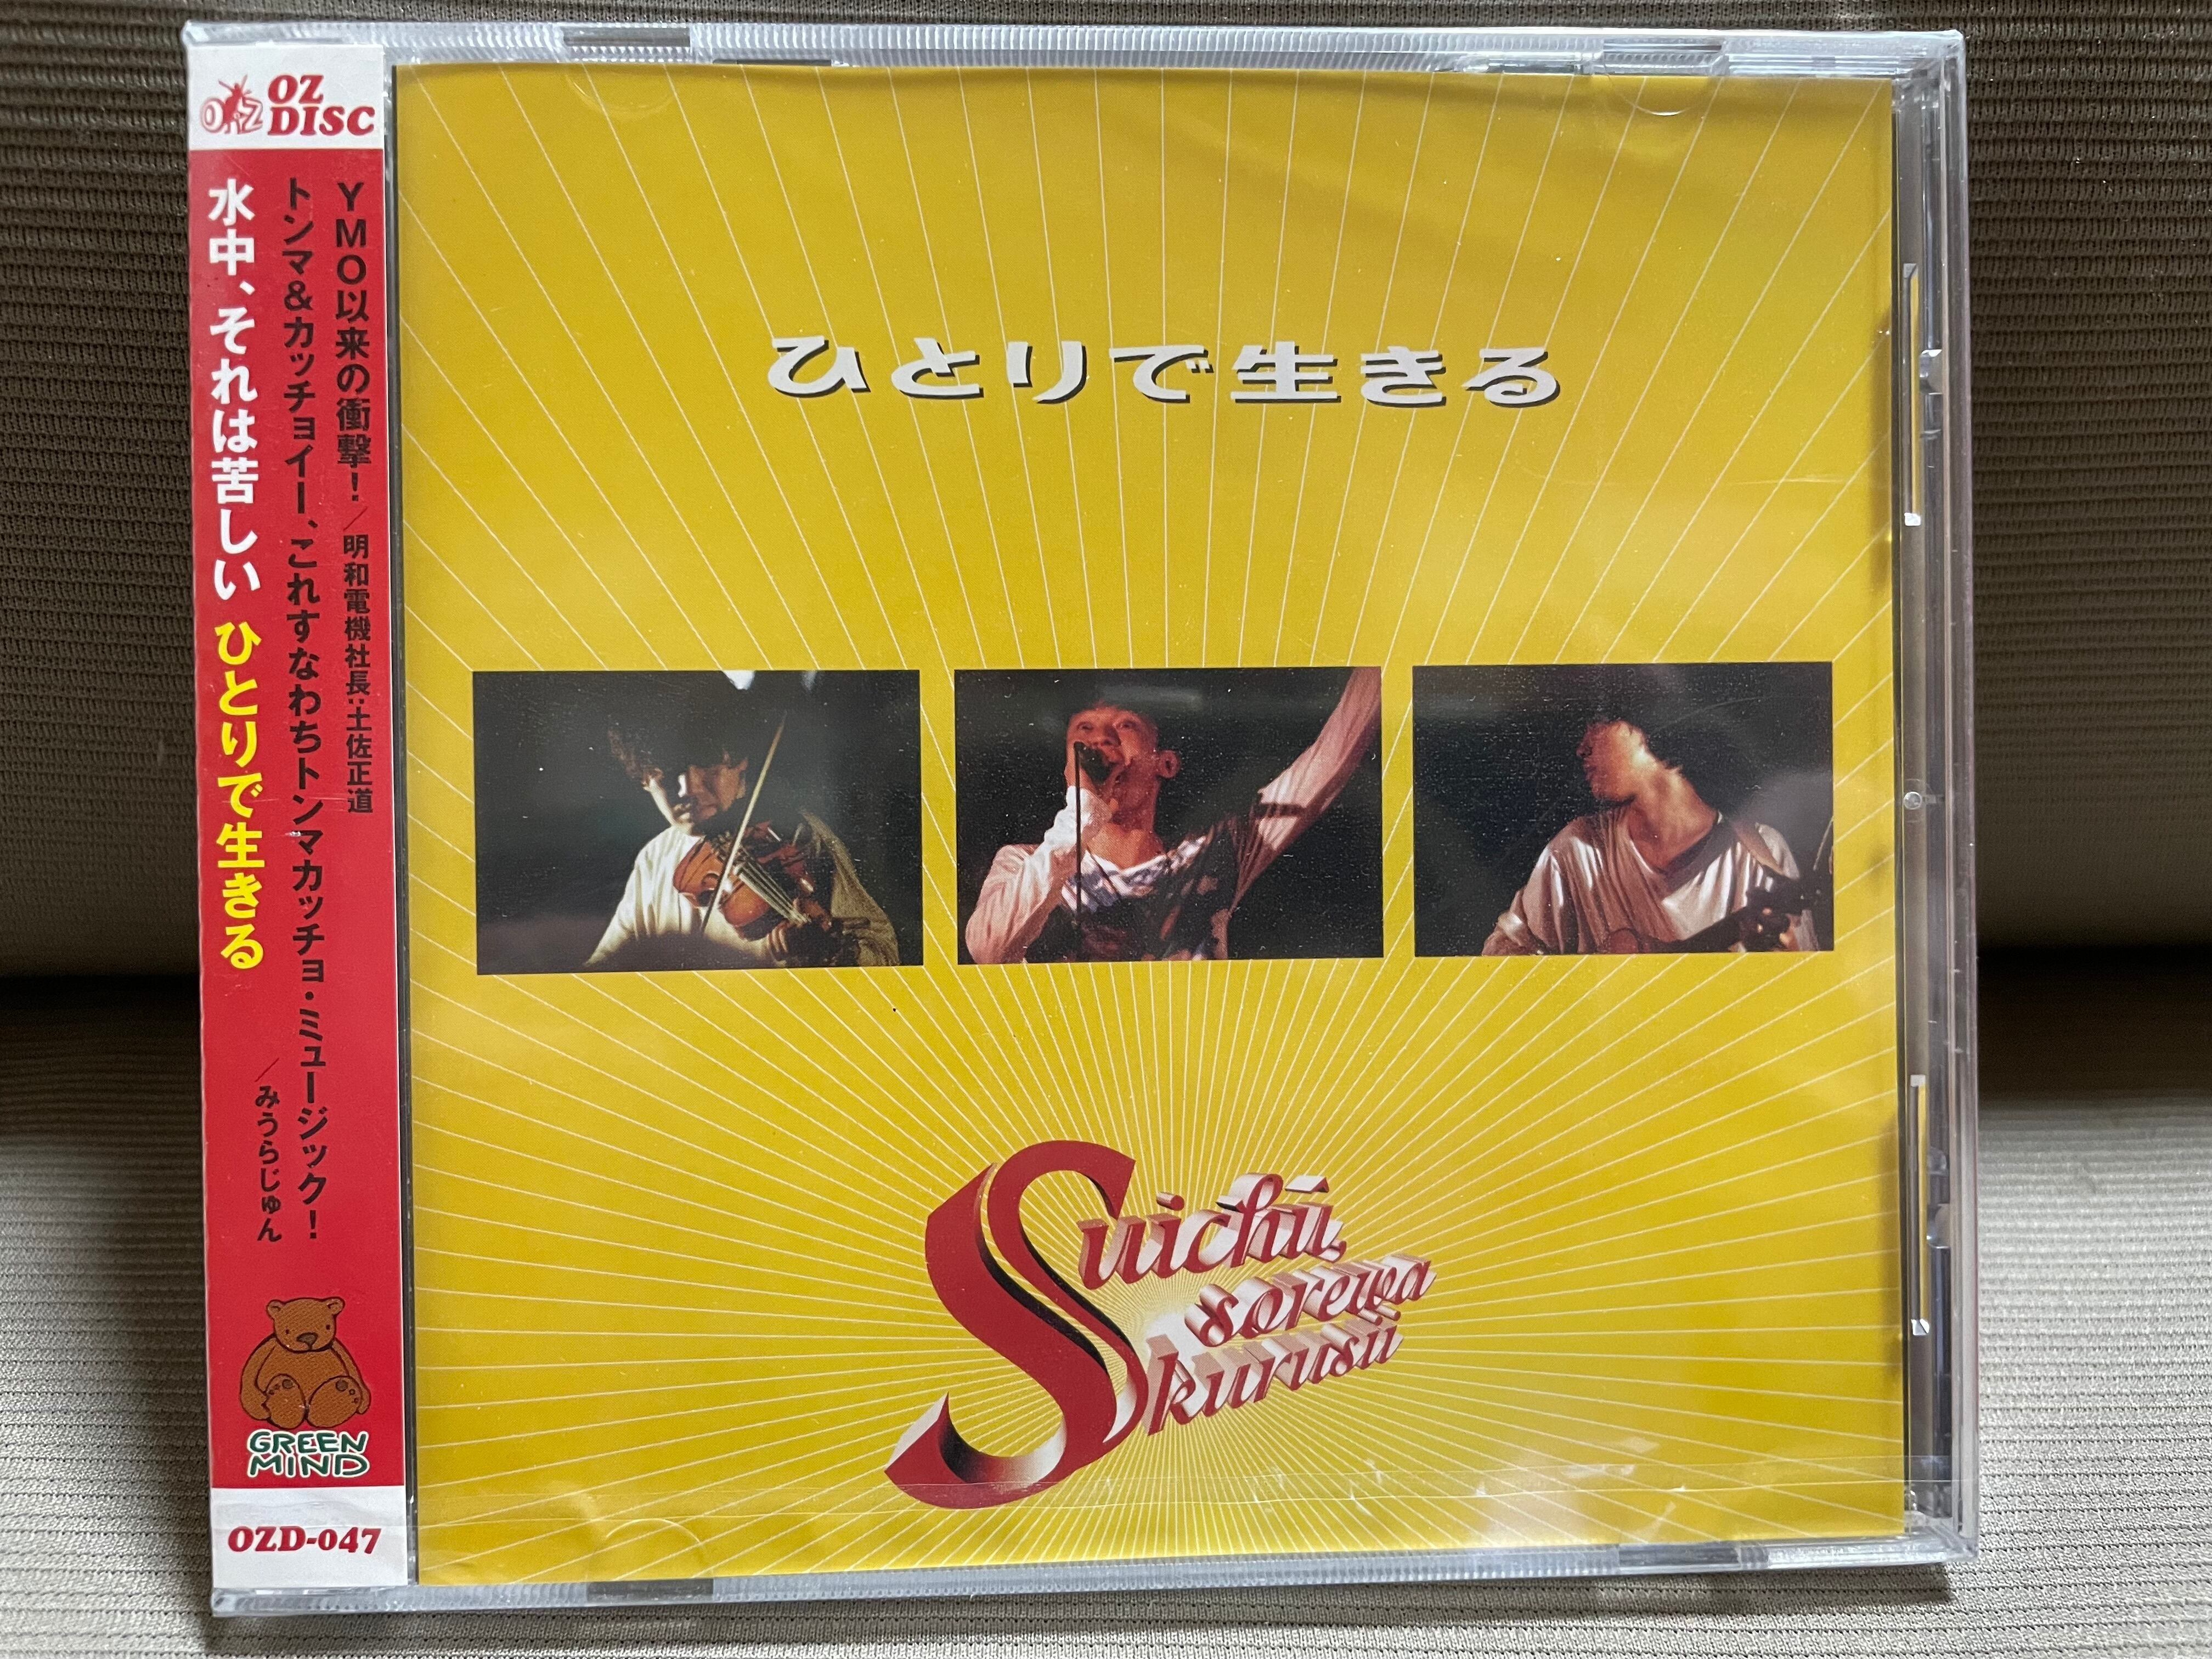 OZ
OZ
DISC
YMO以来の衝撃!／明和電機社長:土佐正道
トンマ&カッチョイー、これすなわちトンマカッチョ・ミュージック!
／みうらじゅん
水中、それは苦しい ひとりで生きる
GREEN
MIND
OZD-047
ひとりで生きる
Suichū,
sorewa
kurusii